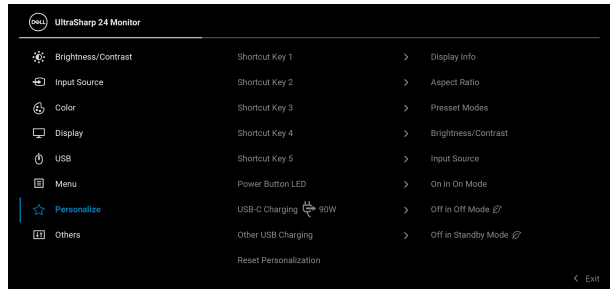 DELL UltraSharp 24 Monitor
Brightness/Contrast Shortcut Key 1 > Display Info
Input Source Shortcut Key 2 > Aspect Ratio
Color Shortcut Key 3 > Presset Modes
Display Shortcut Key 4 > Brightness/Contrast
USB Shortcut Key 5 > Input Source
Menu Power Button LED > On in On Mode
Personalize USB-C Charging 90W > Off in Off Mode
Others Other USB Charging > Off in Standby Mode
Reset Personalization
< Exit